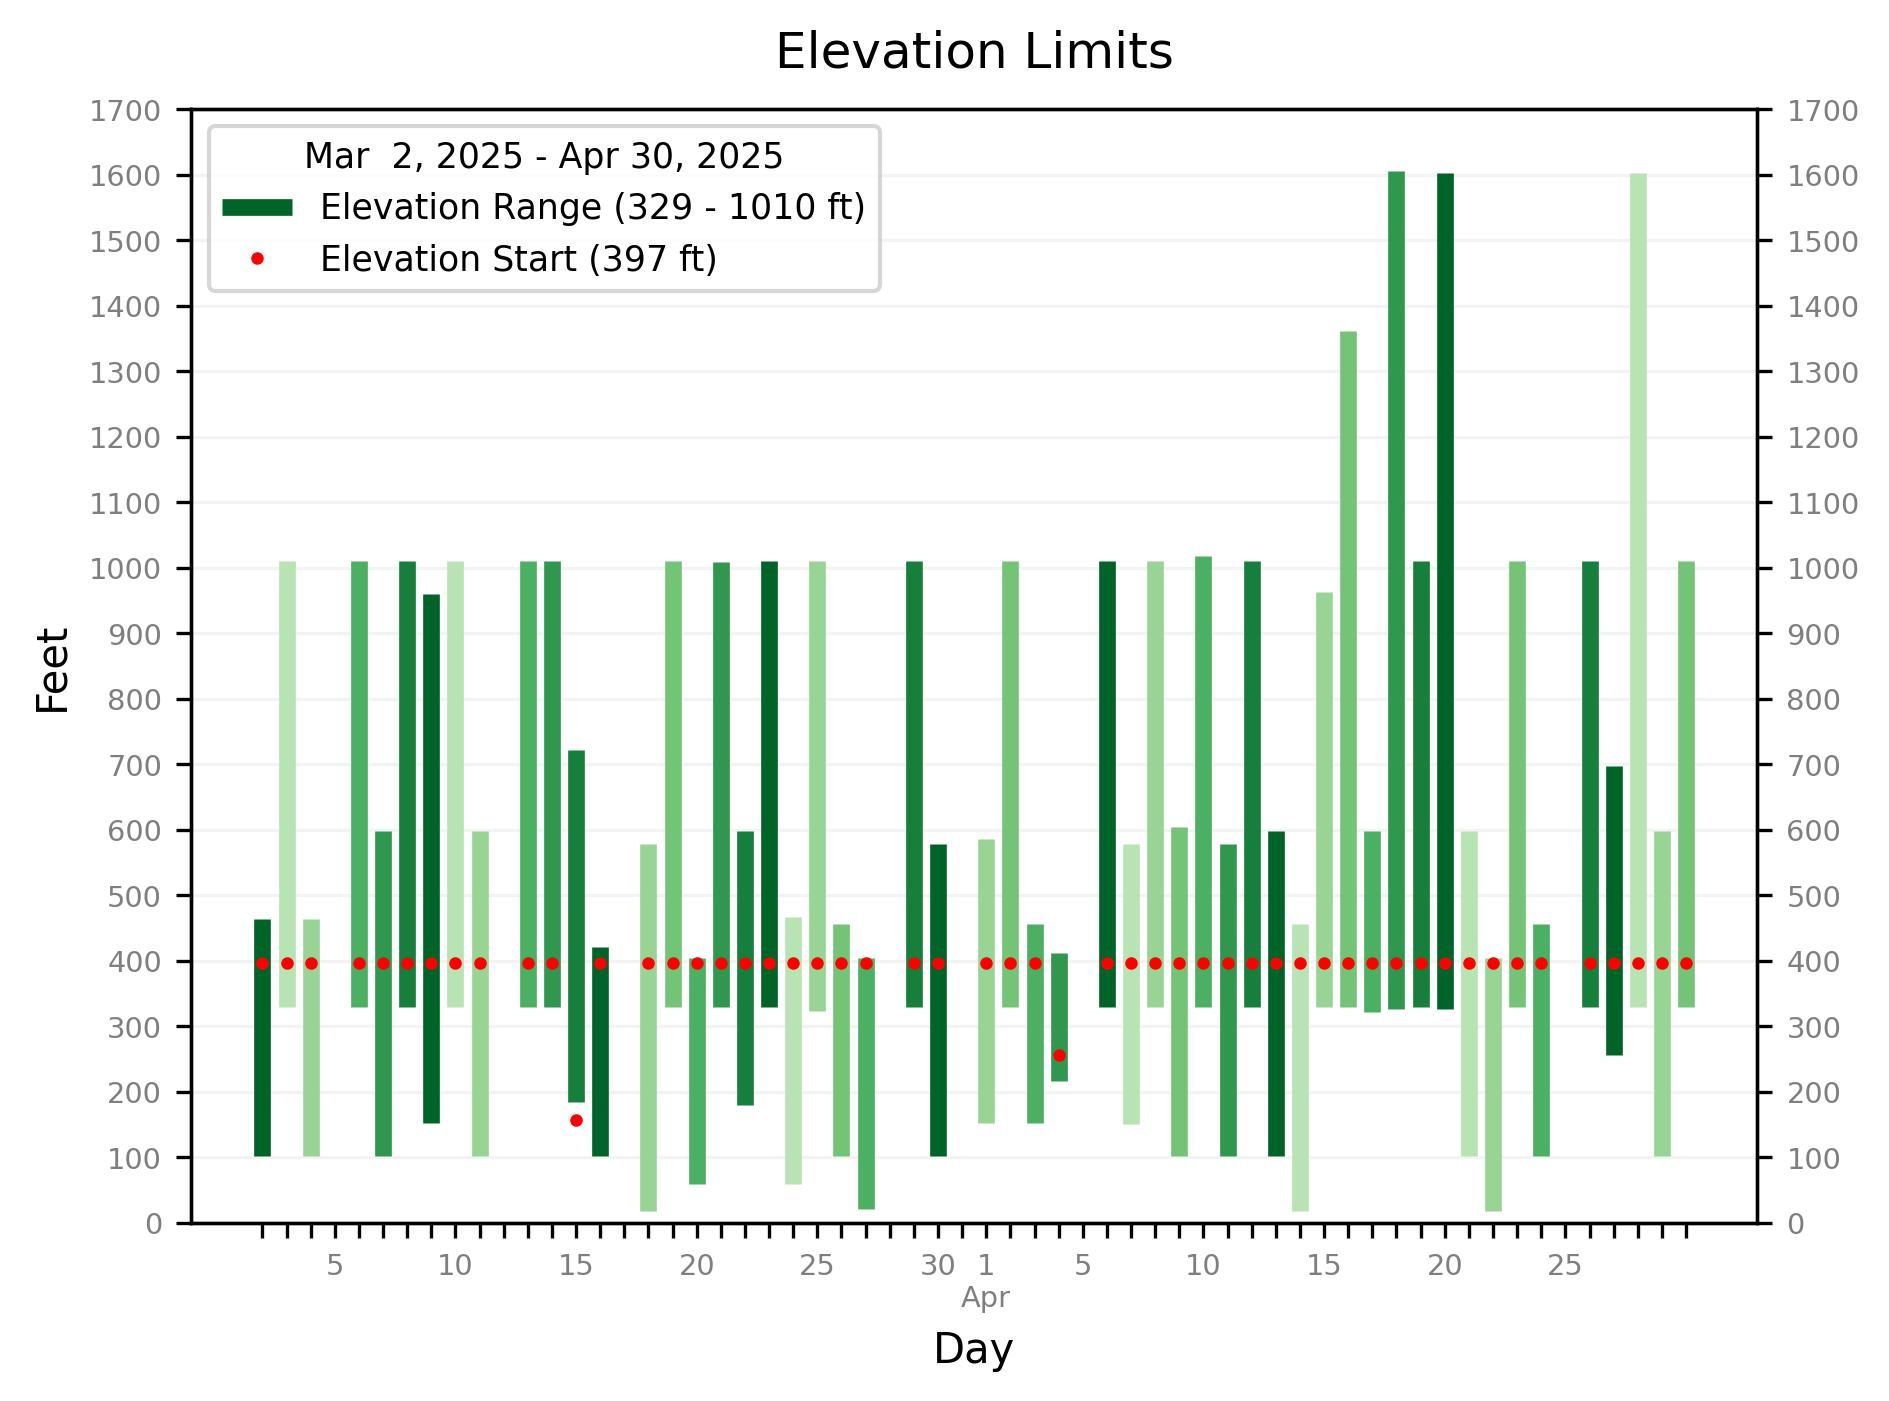 Elevation Limits
Mar  2, 2025 - Apr 30, 2025
Elevation Range (329 - 1010 ft)
Elevation Start (397 ft)
1700 1700
1600 1600
1500 1500
1400 1400
1300 1300
1200 1200
1100 1100
1000 1000
900 900
800 800
700 700
600 600
500 500
400 400
300 300
200 200
100 100
0 0
Feet
5 10 15 20 25 30 1 5 10 15 20 25
Apr
Day